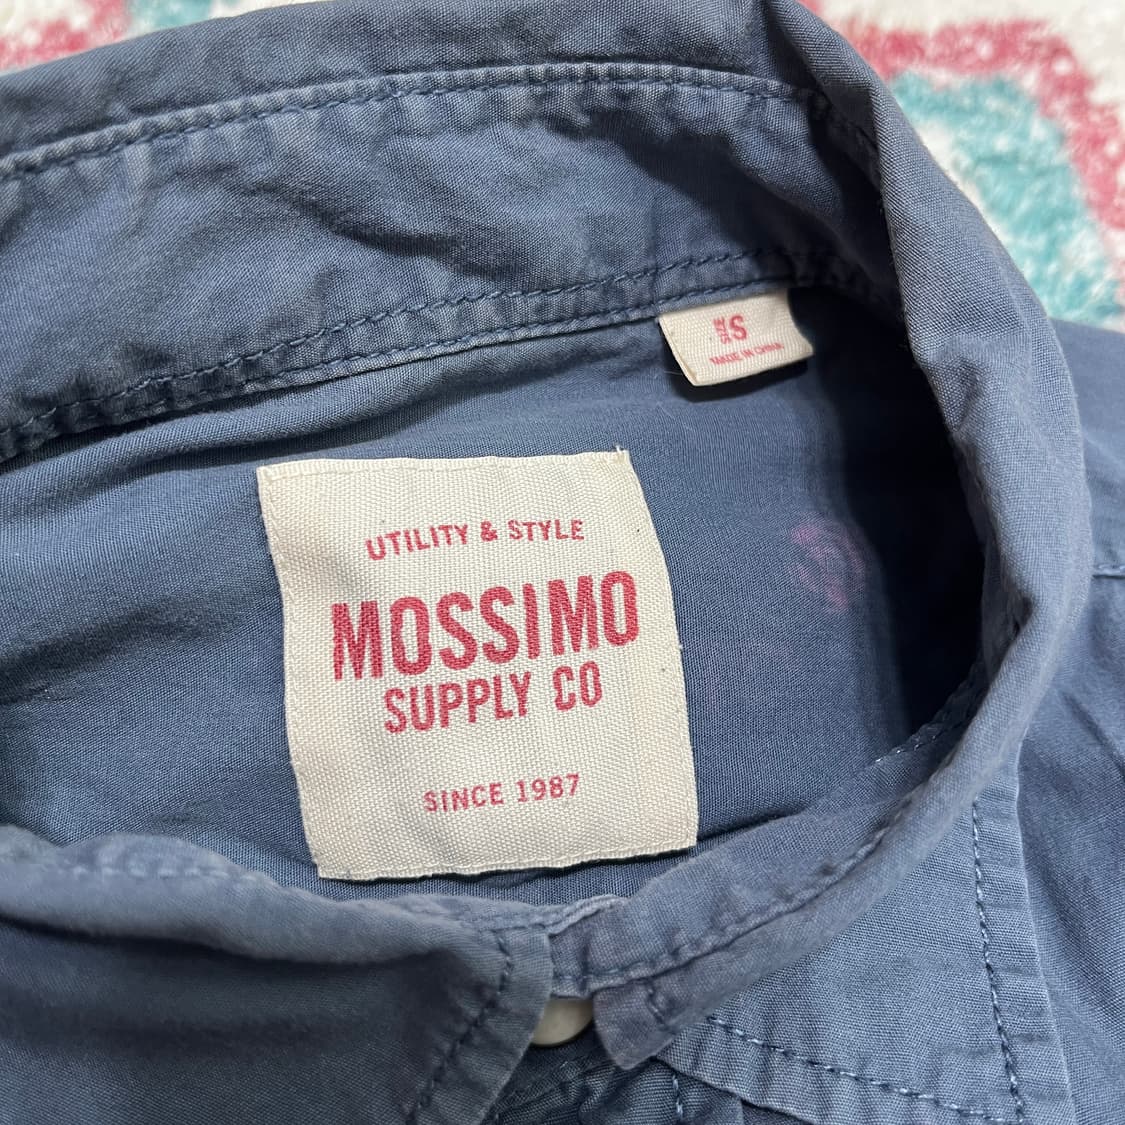 SIZE S
MADE IN CHINA
UTILITY & STYLE
MOSSIMO
SUPPLY CO
SINCE 1987